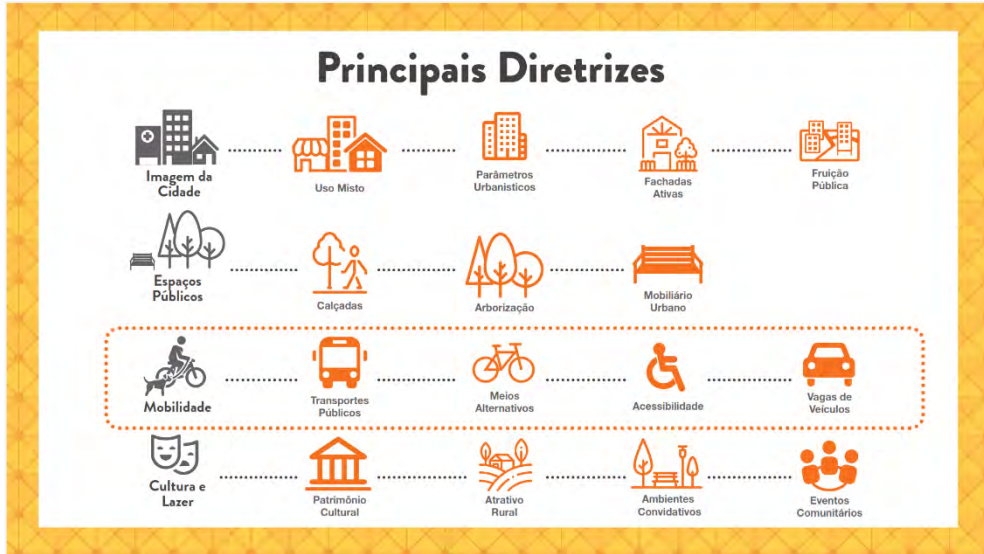 Principais Diretrizes
Imagem da
Cidade
Uso Misto
Parâmetros
Urbanisticos
Fachadas
Ativas
Fruição
Pública
Espaços
Públicos
Calçadas
Arborização
Mobiliário
Urbano
Mobilidade
Transportes
Públicos
Meios
Alternativos
Acessibilidade
Vagas de
Veículos
Cultura e
Lazer
Patrimônio
Cultural
Atrativo
Rural
Ambientes
Convidativos
Eventos
Comunitários